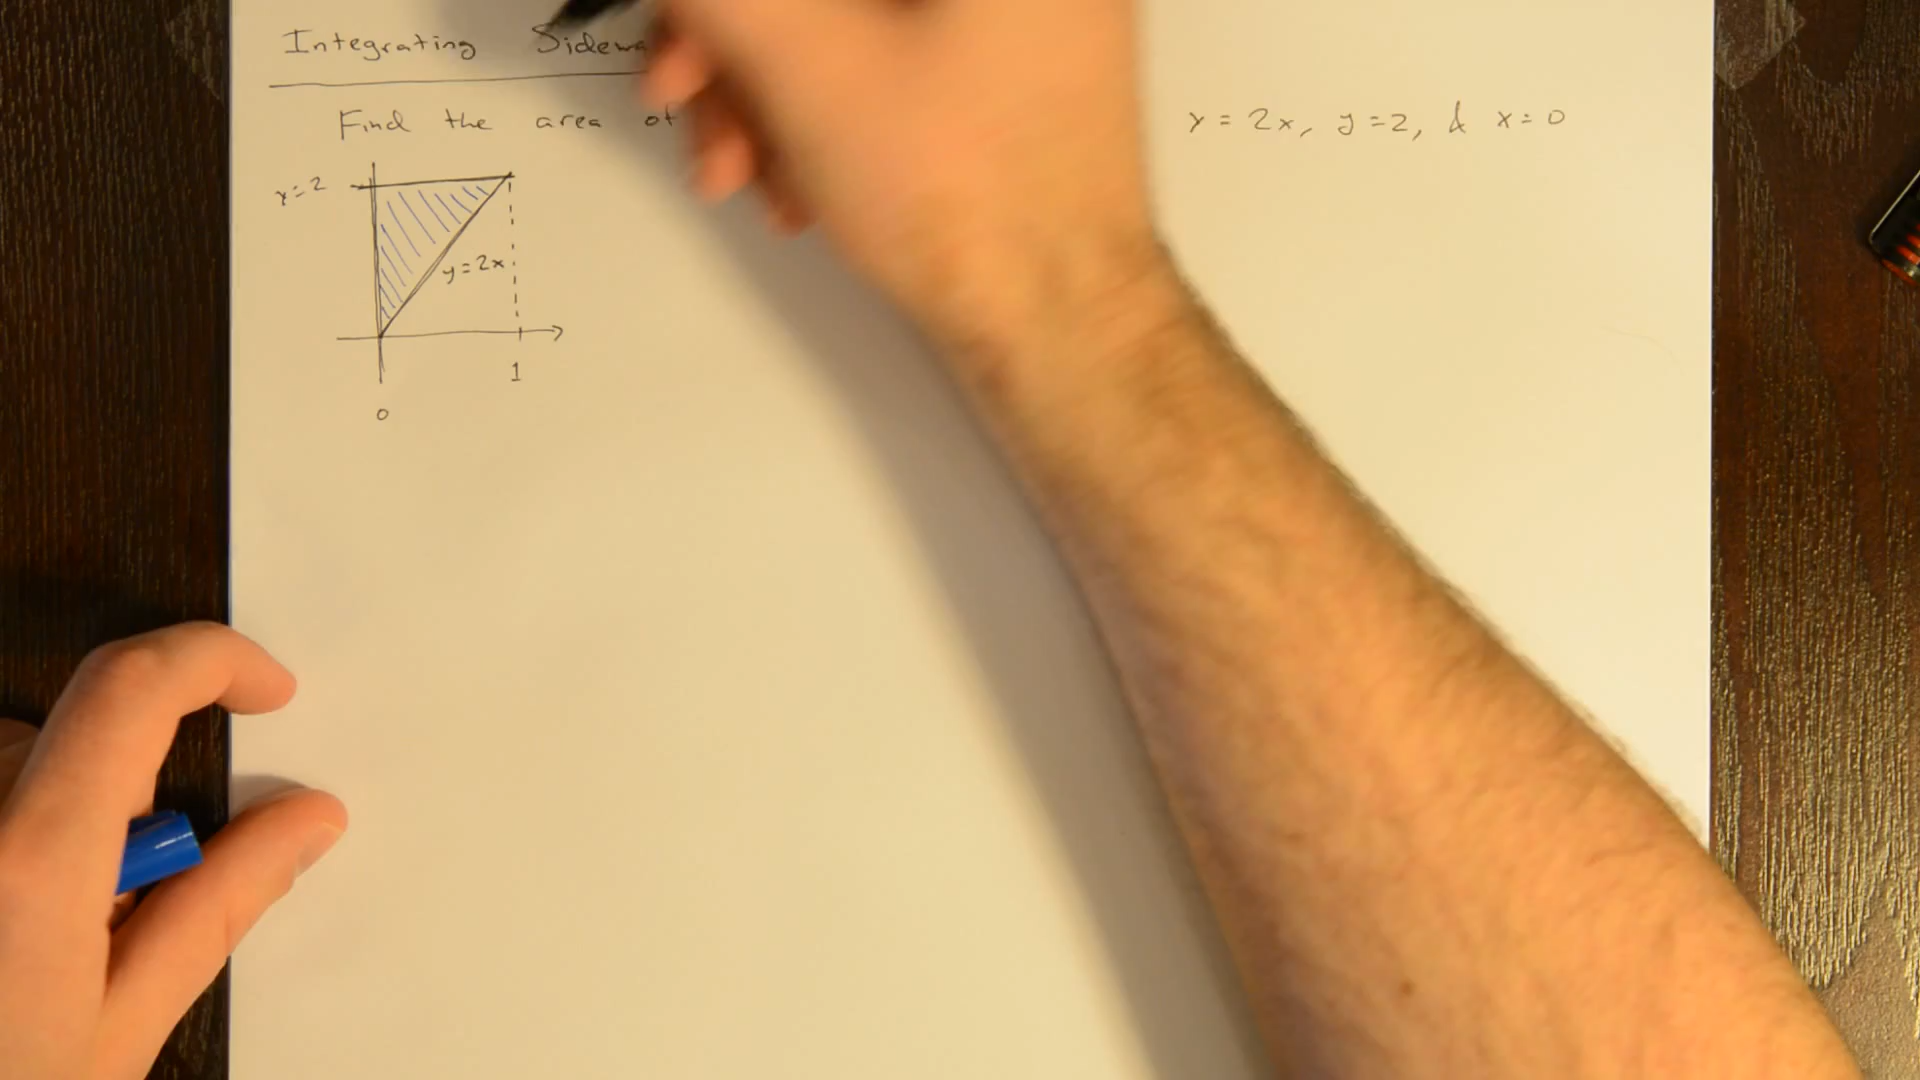 Integrating
Find the area of y = 2x, y = 2, & x = 0
y = 2
y = 2x
1
0